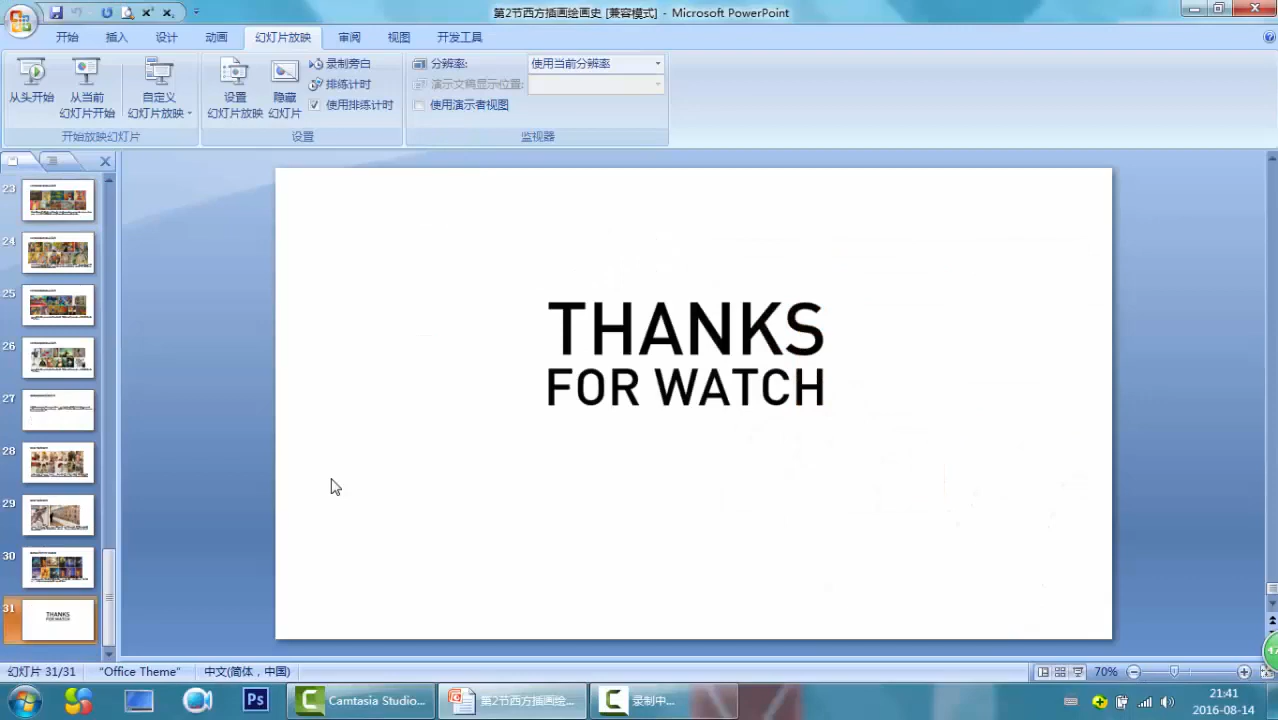 第2节西方插画绘画史 [兼容模式] - Microsoft PowerPoint
开始 插入 设计 动画 幻灯片放映 审阅 视图 开发工具
从头开始 从当前 幻灯片开始 自定义 幻灯片放映
开始放映幻灯片
设置 幻灯片放映 隐藏 幻灯片
录制旁白
排练计时
使用排练计时
设置
分辨率: 使用当前分辨率
演示文稿显示位置:
使用演示者视图
监视器
23
24
25
26
27
28
29
30
31
THANKS
FOR WATCH
THANKS
FOR WATCH
幻灯片 31/31 "Office Theme" 中文(简体，中国) 70%
Ps Camtasia Studio... 第2节西方插画绘... 录制中...
21:41
2016-08-14